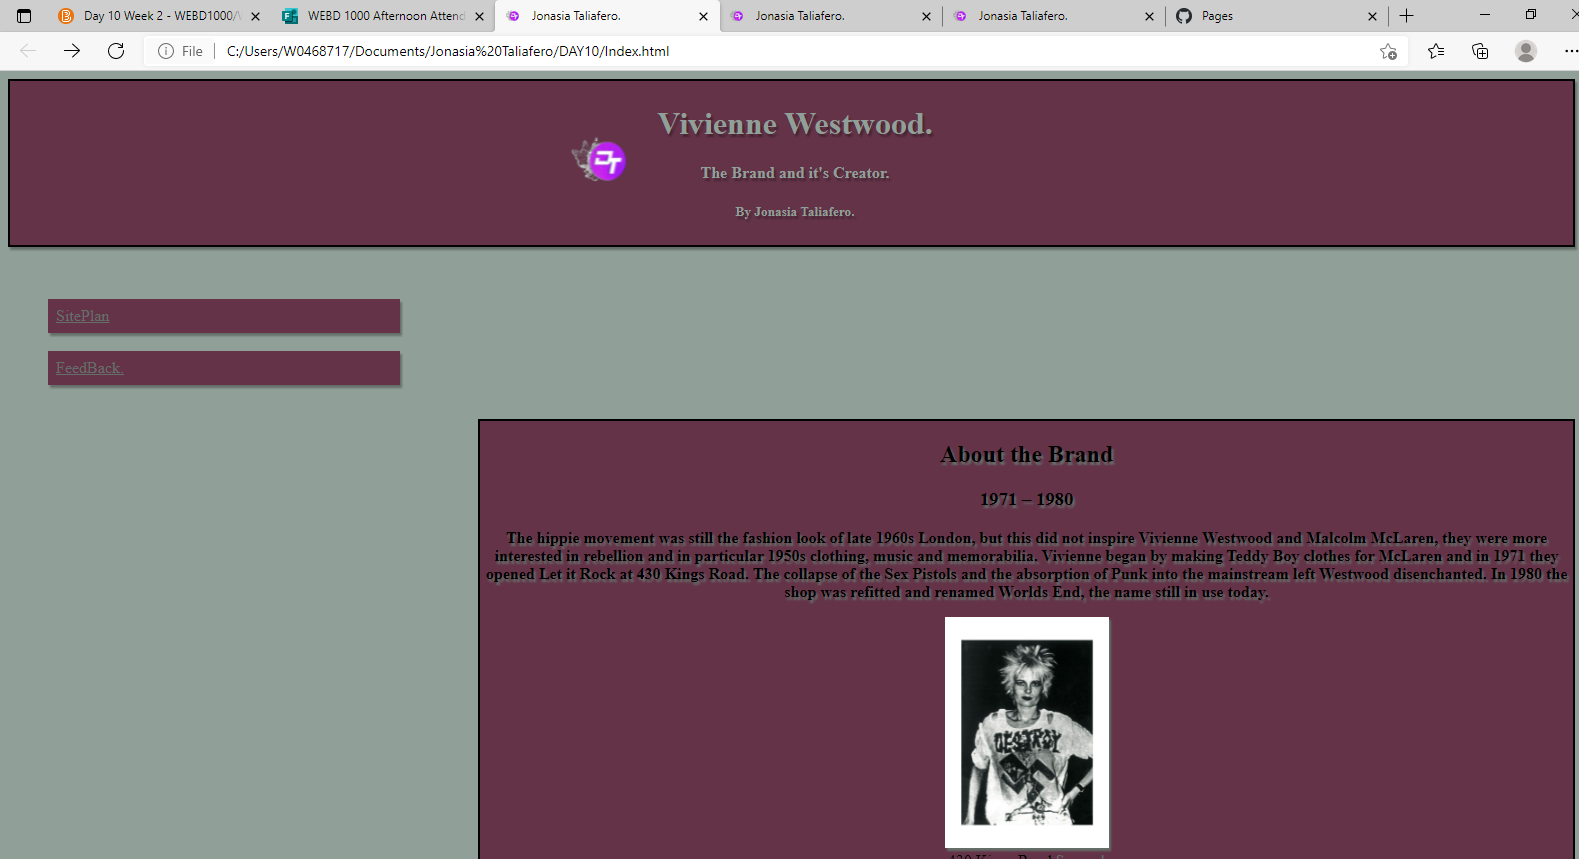 Day 10 Week 2 - WEBD1000/
WEBD 1000 Afternoon Attend
Jonasia Taliafero.
Jonasia Taliafero.
Jonasia Taliafero.
Pages
File
C:/Users/W0468717/Documents/Jonasia%20Taliafero/DAY10/Index.html
Vivienne Westwood.
DT
The Brand and it's Creator.
By Jonasia Taliafero.
SitePlan
FeedBack.
About the Brand
1971 – 1980
The hippie movement was still the fashion look of late 1960s London, but this did not inspire Vivienne Westwood and Malcolm McLaren, they were more
interested in rebellion and in particular 1950s clothing, music and memorabilia. Vivienne began by making Teddy Boy clothes for McLaren and in 1971 they
opened Let it Rock at 430 Kings Road. The collapse of the Sex Pistols and the absorption of Punk into the mainstream left Westwood disenchanted. In 1980 the
shop was refitted and renamed Worlds End, the name still in use today.
DESTROY
430 Kings Road